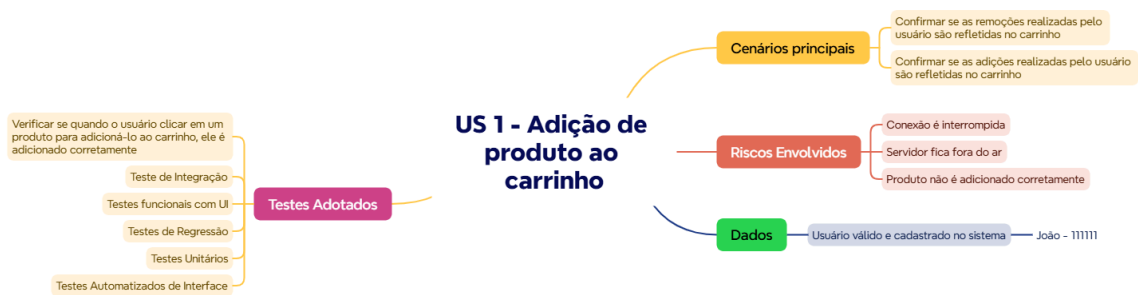 US 1 - Adição de
produto ao
carrinho
Cenários principais
Confirmar se as remoções realizadas pelo
usuário são refletidas no carrinho
Confirmar se as adições realizadas pelo usuário
são refletidas no carrinho
Riscos Envolvidos
Conexão é interrompida
Servidor fica fora do ar
Produto não é adicionado corretamente
Dados
Usuário válido e cadastrado no sistema
João - 111111
Testes Adotados
Verificar se quando o usuário clicar em um
produto para adicioná-lo ao carrinho, ele é
adicionado corretamente
Teste de Integração
Testes funcionais com UI
Testes de Regressão
Testes Unitários
Testes Automatizados de Interface